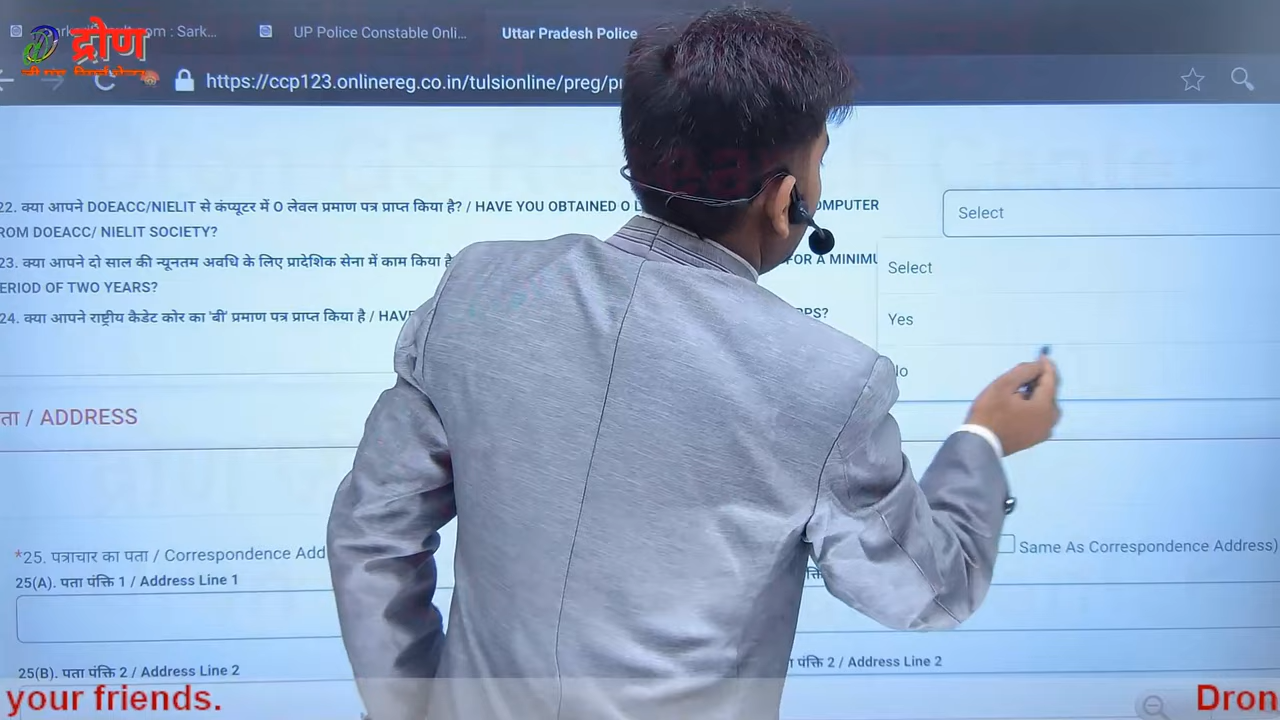 om : Sark...
UP Police Constable Onli...
Uttar Pradesh Police
द्रोण
https://ccp123.onlinereg.co.in/tulsionline/preg/pr
22. क्या आपने DOEACC/NIELIT से कंप्यूटर में O लेवल प्रमाण पत्र प्राप्त किया है? / HAVE YOU OBTAINED O L OMPUTER
ROM DOEACC/ NIELIT SOCIETY?
Select
23. क्या आपने दो साल की न्यूनतम अवधि के लिए प्रादेशिक सेना में काम किया है FOR A MINIMU
ERIOD OF TWO YEARS?
Select
24. क्या आपने राष्ट्रीय कैडेट कोर का 'बी' प्रमाण पत्र प्राप्त किया है / HAVE RPS?
Yes
No
ता / ADDRESS
*25. पत्राचार का पता / Correspondence Add
Same As Correspondence Address)
25(A). पता पंक्ति 1 / Address Line 1
25(B). पता पंक्ति 2 / Address Line 2
पंक्ति 2 / Address Line 2
your friends.
Dron